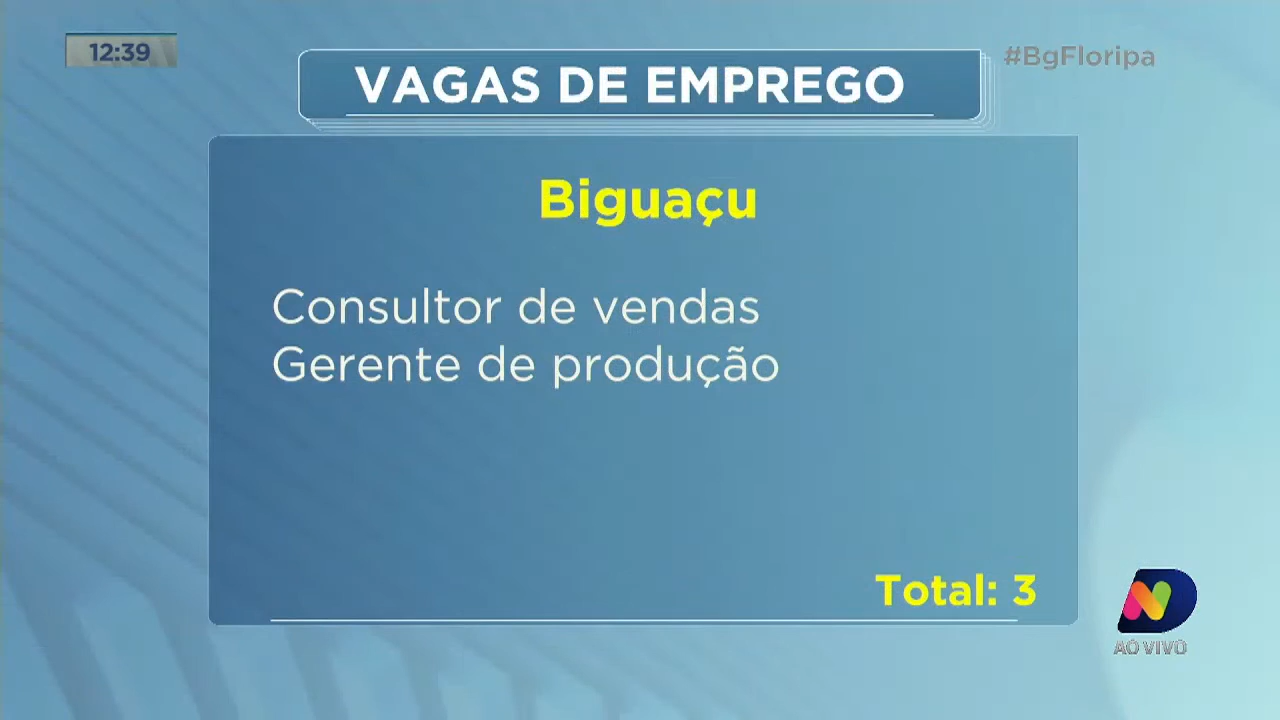 12:39
VAGAS DE EMPREGO
#BgFloripa
Biguaçu
Consultor de vendas
Gerente de produção
Total: 3
AO VIVO